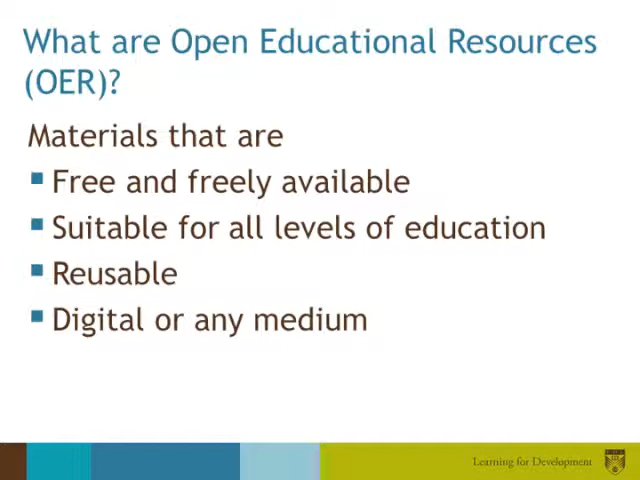 What are Open Educational Resources
(OER)?
Materials that are
▪ Free and freely available
▪ Suitable for all levels of education
▪ Reusable
▪ Digital or any medium
Learning for Development